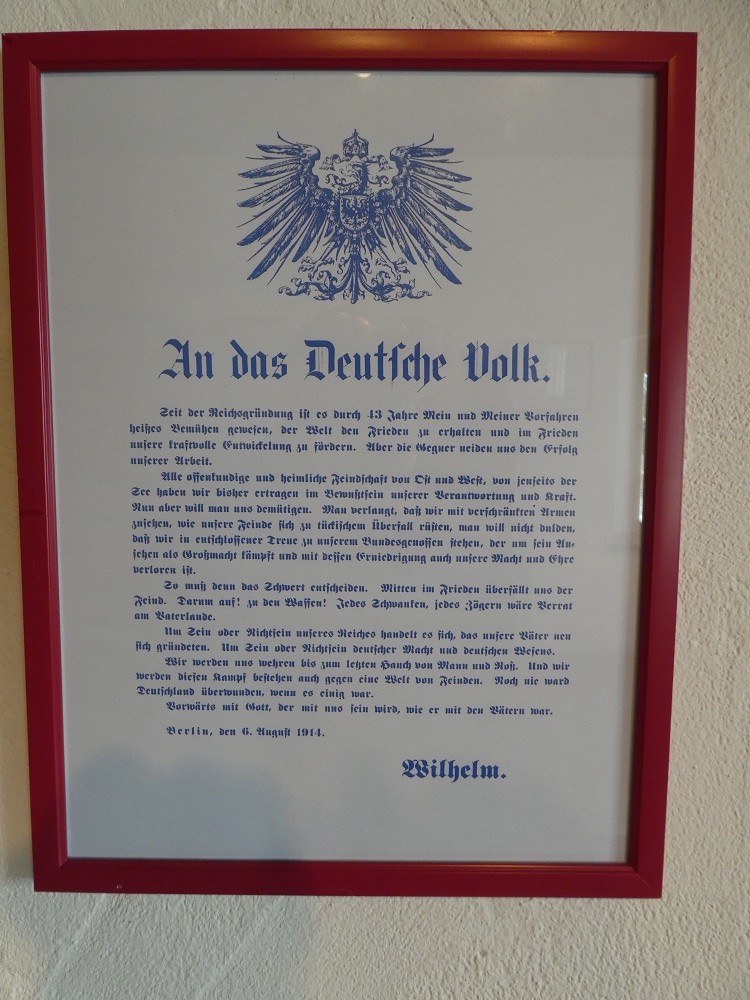 An das Deutsche Volk.
Seit der Reichsgründung ist es durch 43 Jahre Mein und Meiner Vorfahren
heißes Bemühen gewesen, der Welt den Frieden zu erhalten und im Frieden
unsere kraftvolle Entwickelung zu fördern. Aber die Gegner neiden uns den Erfolg
unserer Arbeit.
Alle offenkundige und heimliche Feindschaft von Ost und West, von jenseits der
See haben wir bisher ertragen im Bewußtsein unserer Verantwortung und Kraft.
Nun aber will man uns demütigen. Man verlangt, daß wir mit verschränkten Armen
zusehen, wie unsere Feinde sich zu tückischem Überfall rüsten, man will nicht dulden,
daß wir in entschlossener Treue zu unserem Bundesgenossen stehen, der um sein An-
sehen als Großmacht kämpft und mit dessen Erniedrigung auch unsere Macht und Ehre
verloren ist.
So muß denn das Schwert entscheiden. Mitten im Frieden überfällt uns der
Feind. Darum auf! zu den Waffen! Jedes Schwanken, jedes Zögern wäre Verrat
am Vaterlande.
Um Sein oder Nichtsein unseres Reiches handelt es sich, das unsere Väter neu
sich gründeten. Um Sein oder Nichtsein deutscher Macht und deutschen Wesens.
Wir werden uns wehren bis zum letzten Hauch von Mann und Roß. Und wir
werden diesen Kampf bestehen auch gegen eine Welt von Feinden. Noch nie ward
Deutschland überwunden, wenn es einig war.
Vorwärts mit Gott, der mit uns sein wird, wie er mit den Vätern war.
Berlin, den 6. August 1914.
Wilhelm.